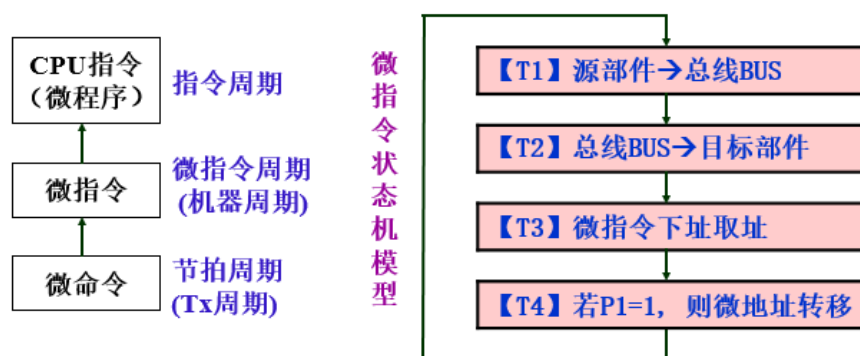 CPU指令
（微程序）
指令周期
微指令
微指令周期
(机器周期)
微命令
节拍周期
(Tx周期)
微指令状态机模型
【T1】源部件→总线BUS
【T2】总线BUS→目标部件
【T3】微指令下址取址
【T4】若P1=1, 则微地址转移